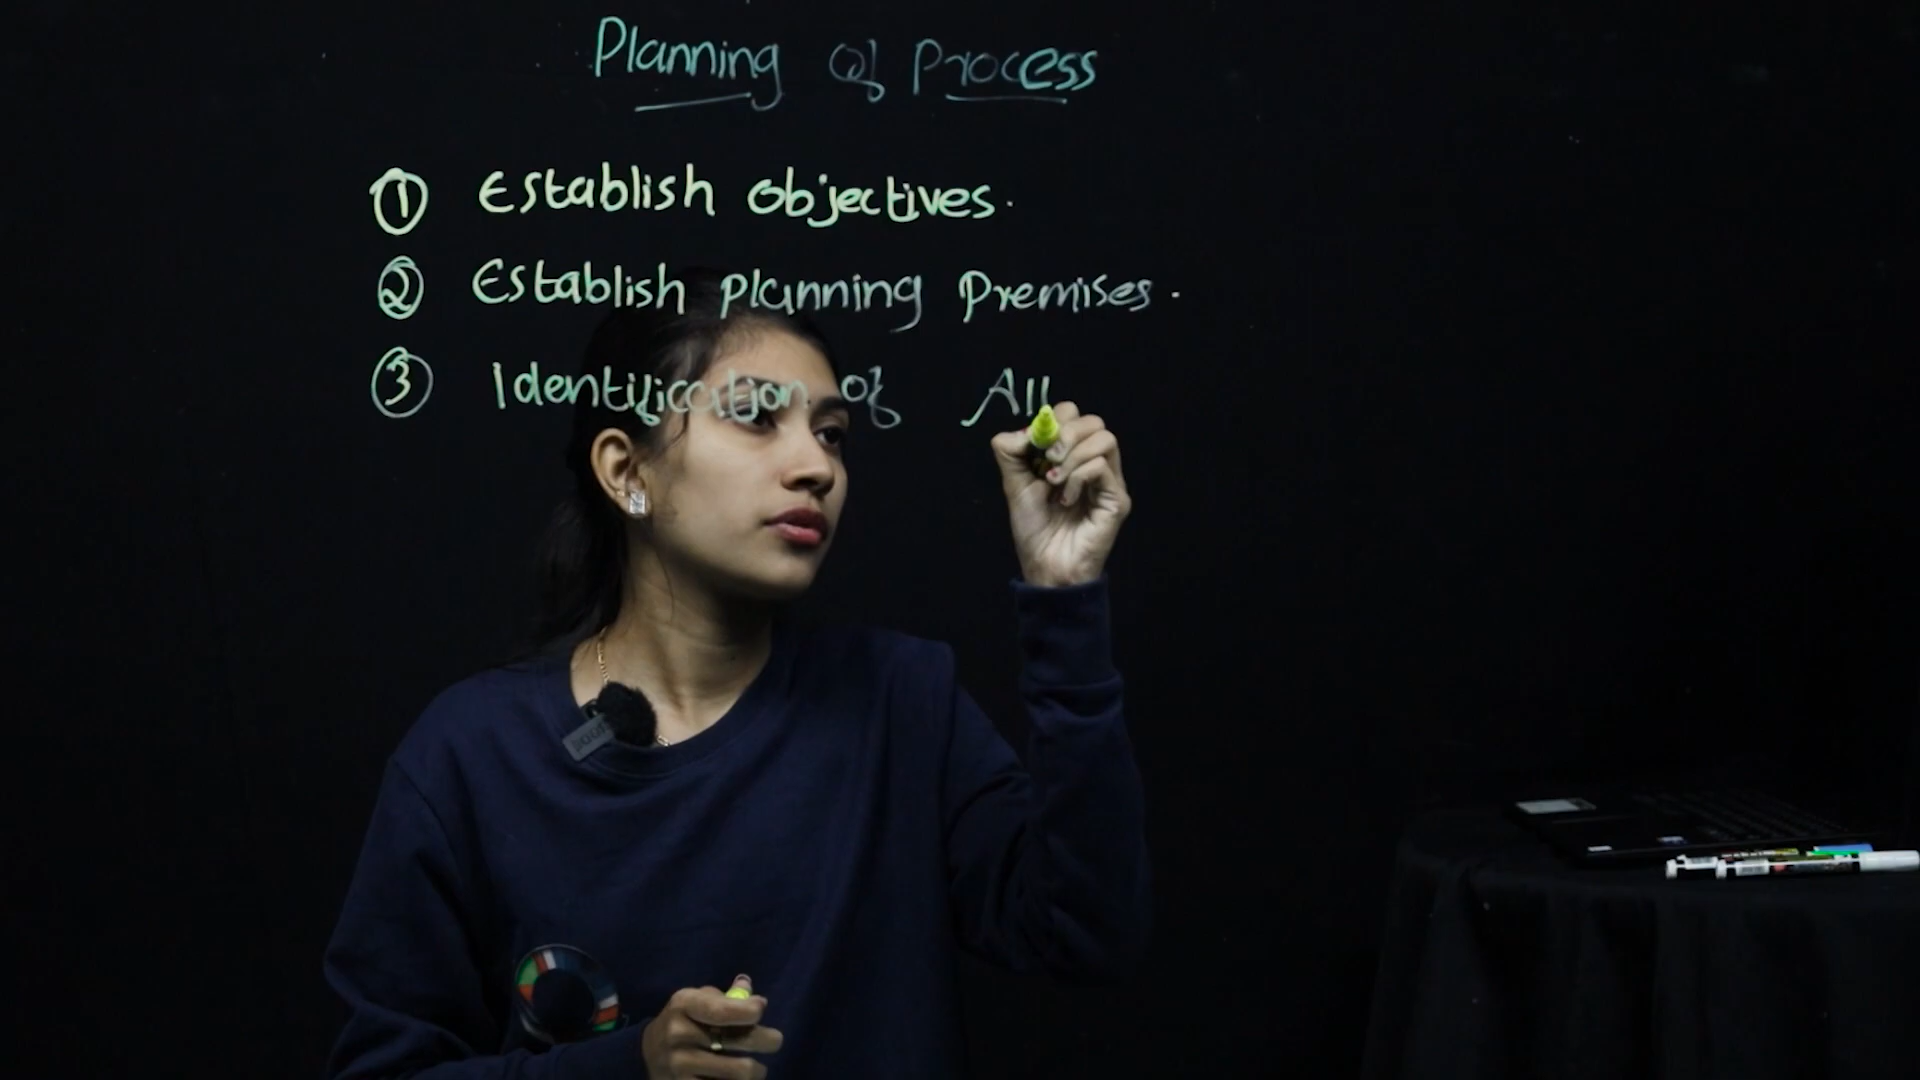 Planning of Process
① Establish objectives.
② Establish planning Premises.
③ Identification of All